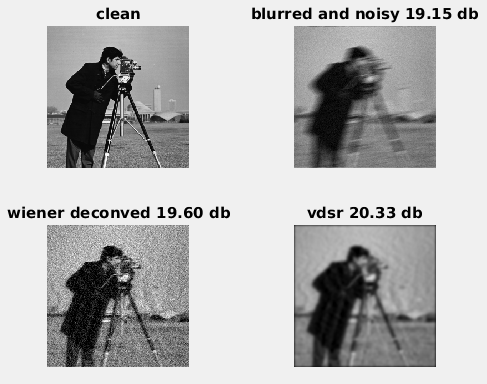 clean
blurred and noisy 19.15 db
wiener deconved 19.60 db
vdsr 20.33 db